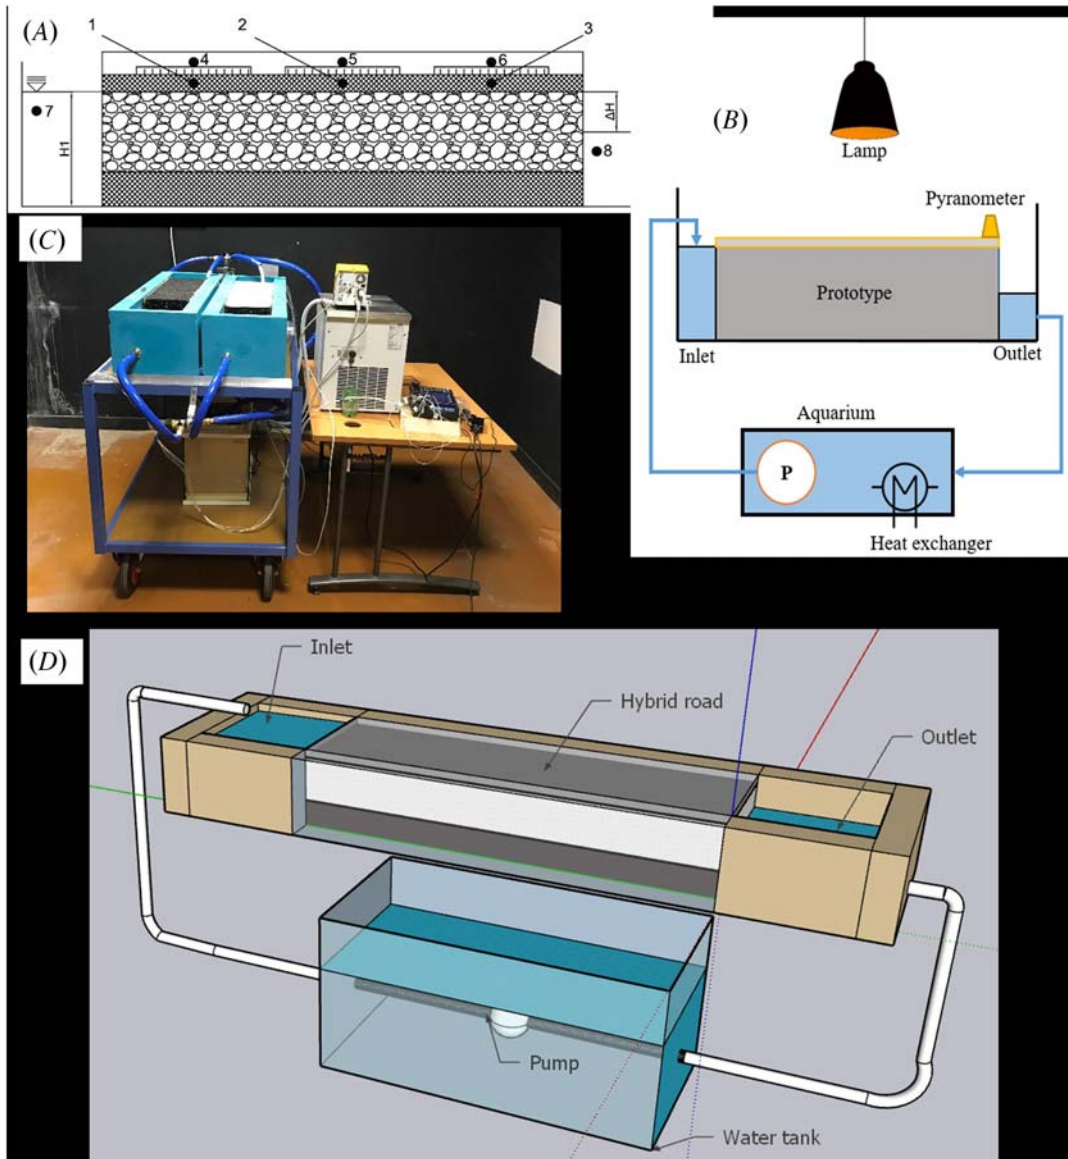 (A)
1
2
3
4
5
6
7
H1
ΔH
8
(B)
Lamp
Pyranometer
Prototype
Inlet
Outlet
Aquarium
P
Heat exchanger
(C)
(D)
Inlet
Hybrid road
Outlet
Pump
Water tank